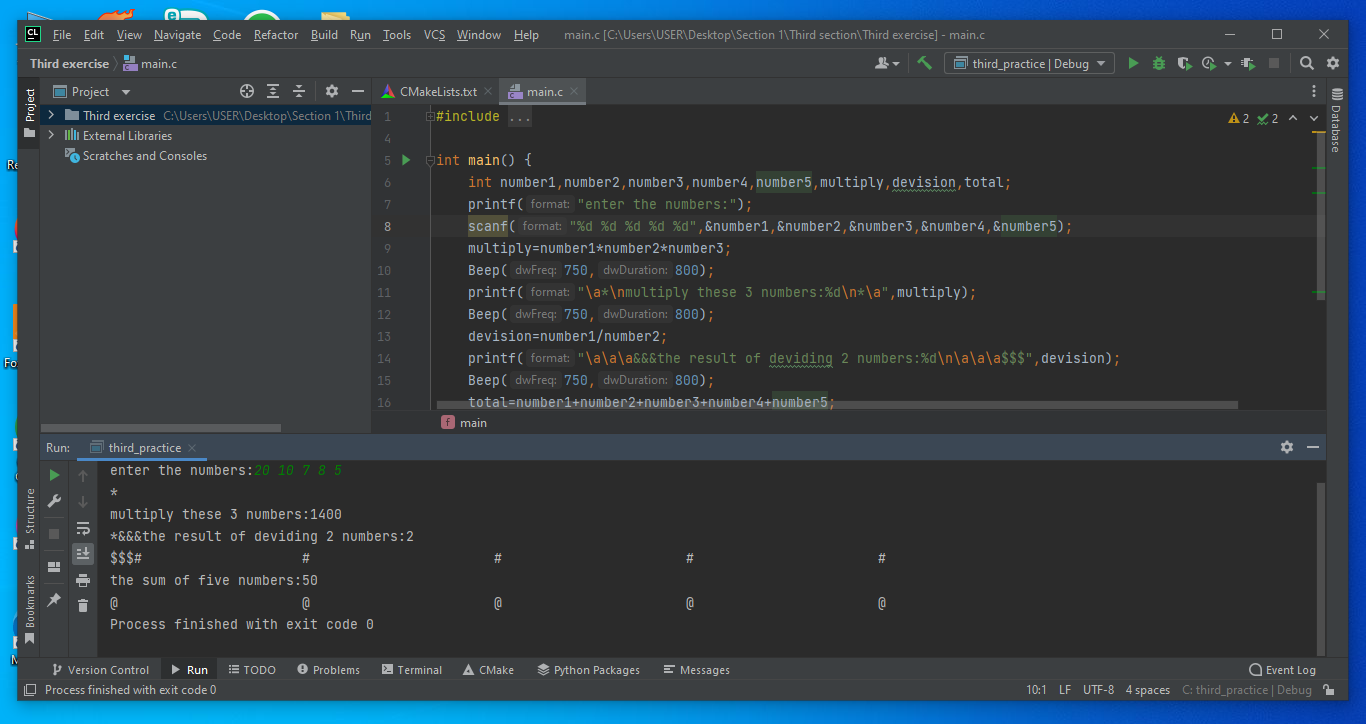 CL File Edit View Navigate Code Refactor Build Run Tools VCS Window Help main.c [C:\Users\USER\Desktop\Section 1\Third section\Third exercise] - main.c
Third exercise main.c third_practice | Debug
Project CMakeLists.txt main.c
Project
Database
Third exercise C:\Users\USER\Desktop\Section 1\Third
External Libraries
Scratches and Consoles
2 2
1 #include ...
4
5 int main() {
6 int number1,number2,number3,number4,number5,multiply,devision,total;
7 printf( format: "enter the numbers:");
8 scanf( format: "%d %d %d %d %d",&number1,&number2,&number3,&number4,&number5);
9 multiply=number1*number2*number3;
10 Beep( dwFreq: 750, dwDuration: 800);
11 printf( format: "\a*\nmultiply these 3 numbers:%d\n*\a",multiply);
12 Beep( dwFreq: 750, dwDuration: 800);
13 devision=number1/number2;
14 printf( format: "\a\a\a&&&the result of deviding 2 numbers:%d\n\a\a\a$$$",devision);
15 Beep( dwFreq: 750, dwDuration: 800);
16 total=number1+number2+number3+number4+number5;
f main
Run: third_practice
enter the numbers:20 10 7 8 5
*
multiply these 3 numbers:1400
*&&&the result of deviding 2 numbers:2
$$$# # # # #
the sum of five numbers:50
@ @ @ @ @
Process finished with exit code 0
Structure
Bookmarks
Version Control Run TODO Problems Terminal CMake Python Packages Messages Event Log
Process finished with exit code 0 10:1 LF UTF-8 4 spaces C: third_practice | Debug